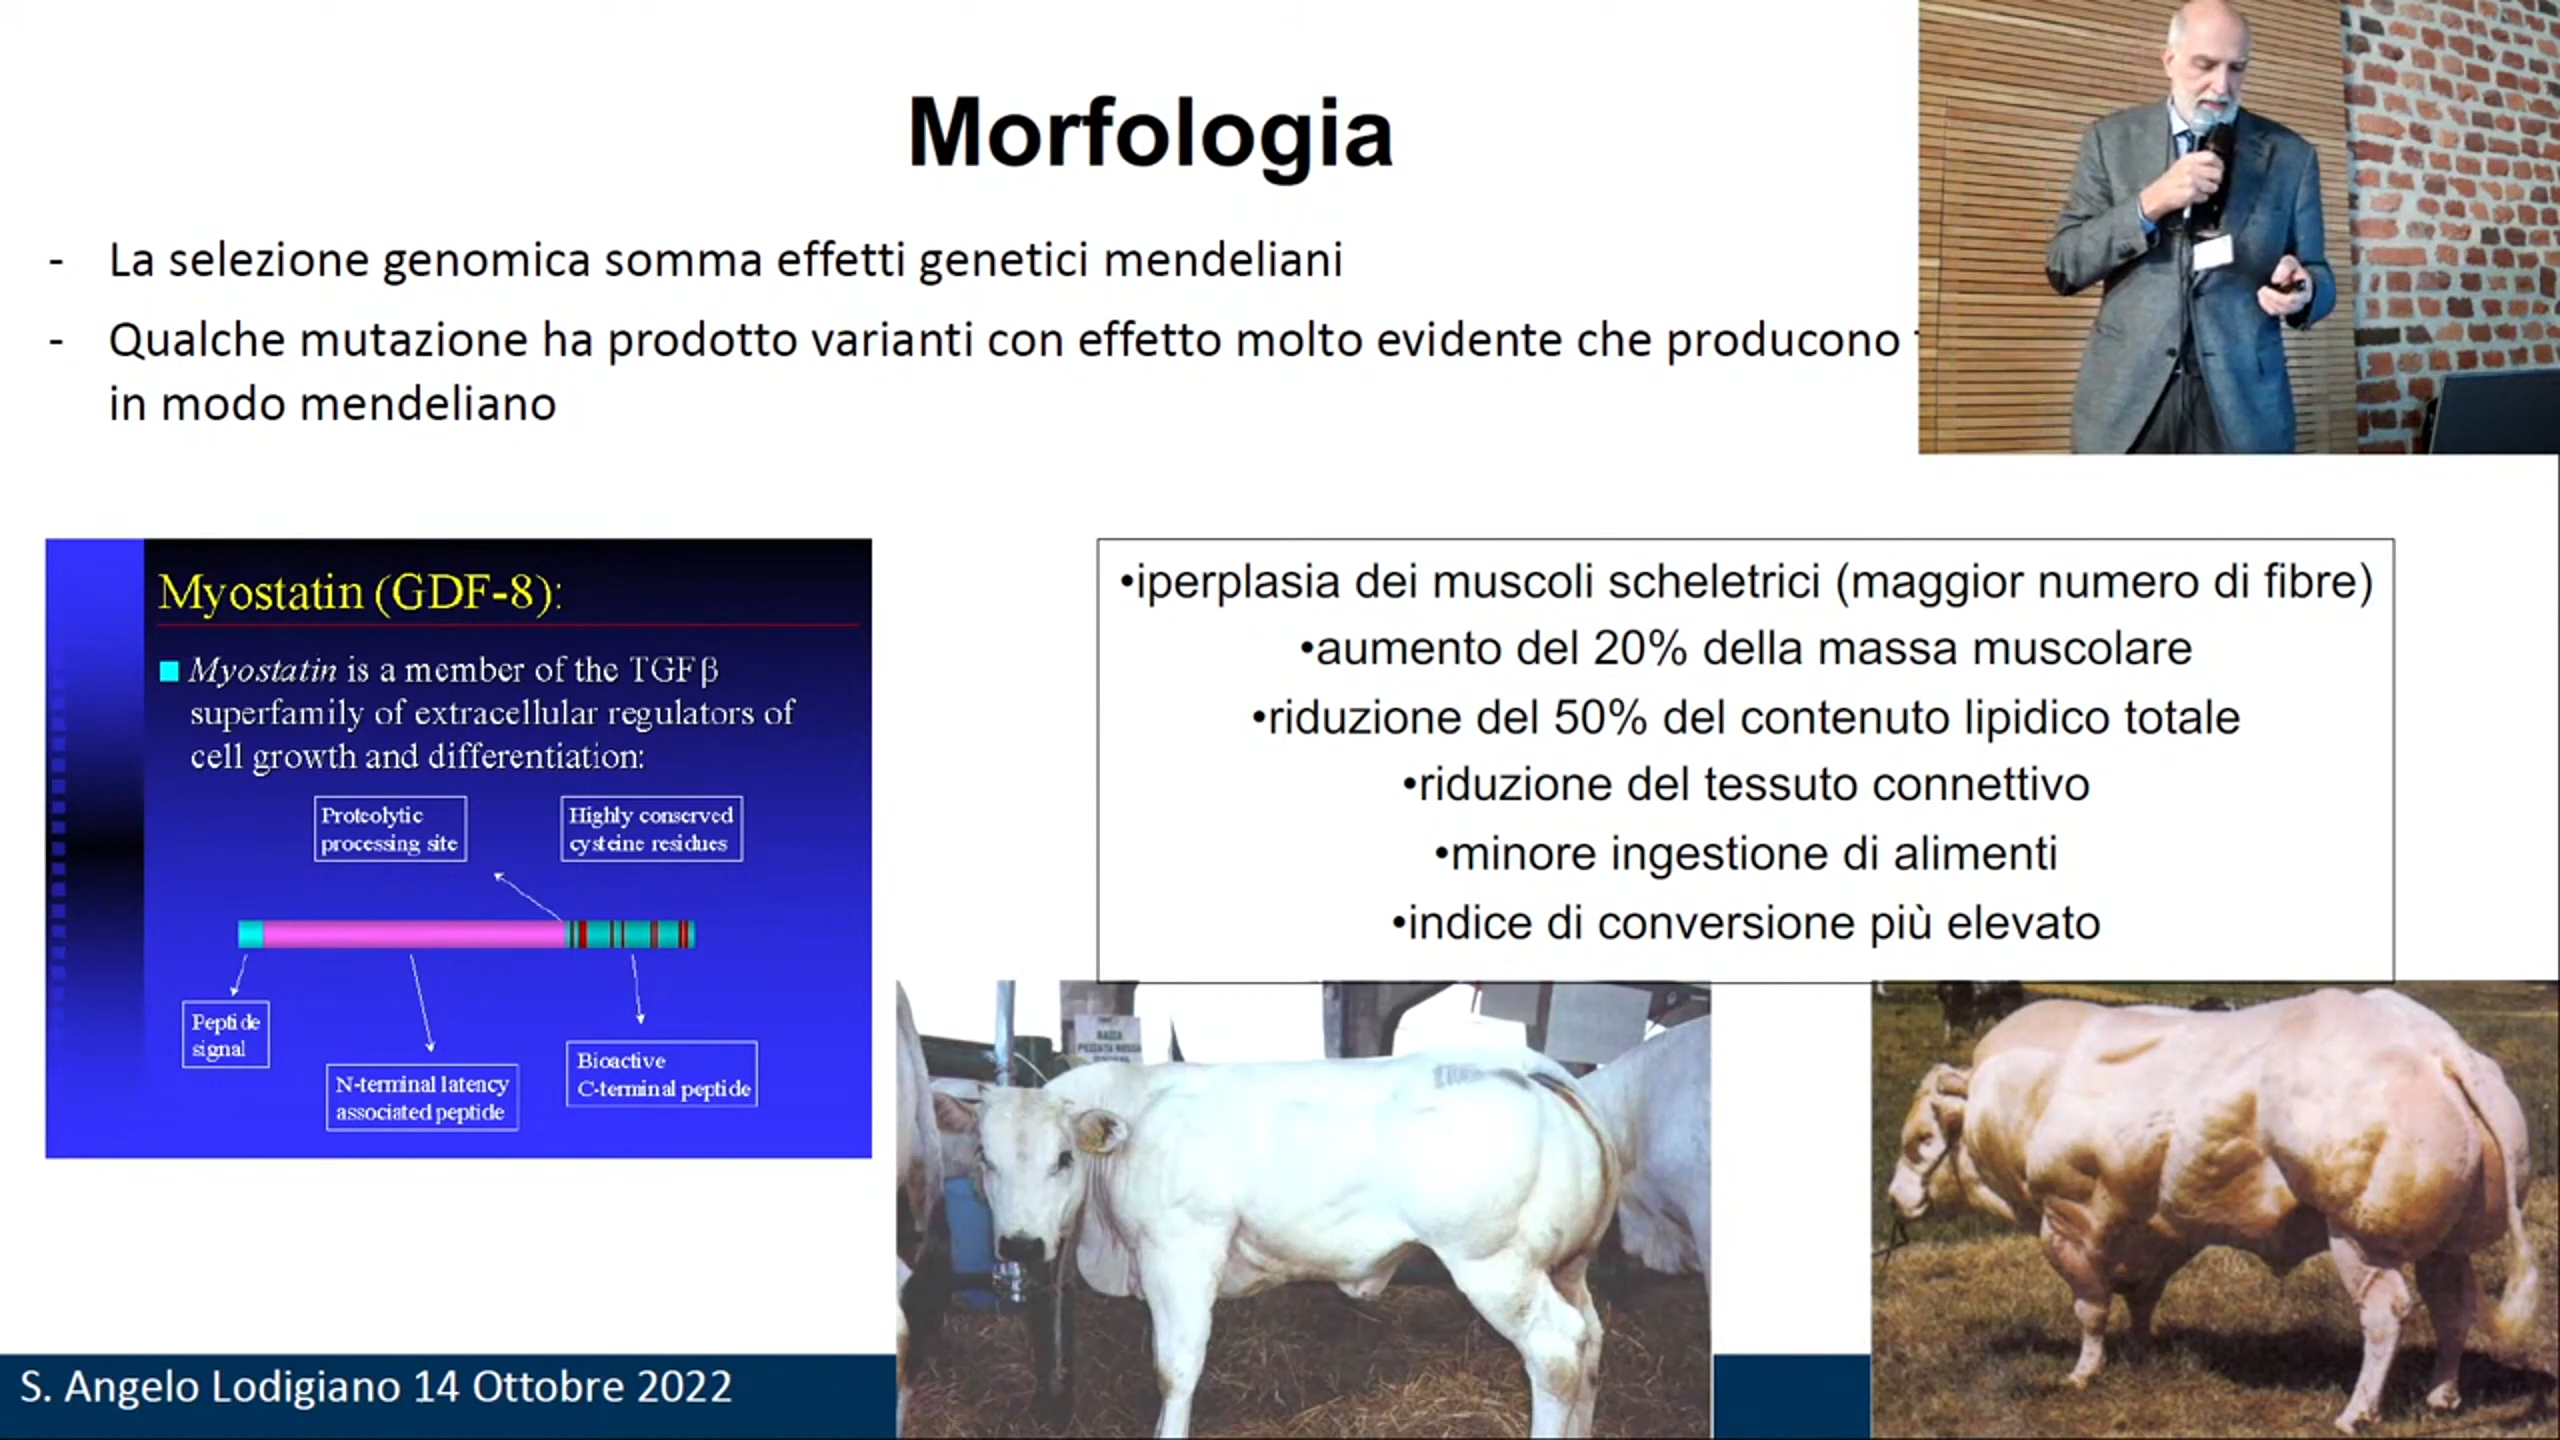 Morfologia
- La selezione genomica somma effetti genetici mendeliani
- Qualche mutazione ha prodotto varianti con effetto molto evidente che producono
in modo mendeliano
Myostatin (GDF-8):
Myostatin is a member of the TGFβ
superfamily of extracellular regulators of
cell growth and differentiation:
Proteolytic
processing site
Highly conserved
cysteine residues
Peptide
signal
N-terminal latency
associated peptide
Bioactive
C-terminal peptide
•iperplasia dei muscoli scheletrici (maggior numero di fibre)
•aumento del 20% della massa muscolare
•riduzione del 50% del contenuto lipidico totale
•riduzione del tessuto connettivo
•minore ingestione di alimenti
•indice di conversione più elevato
RAZZA
PEZZATA ROSSA
S. Angelo Lodigiano 14 Ottobre 2022